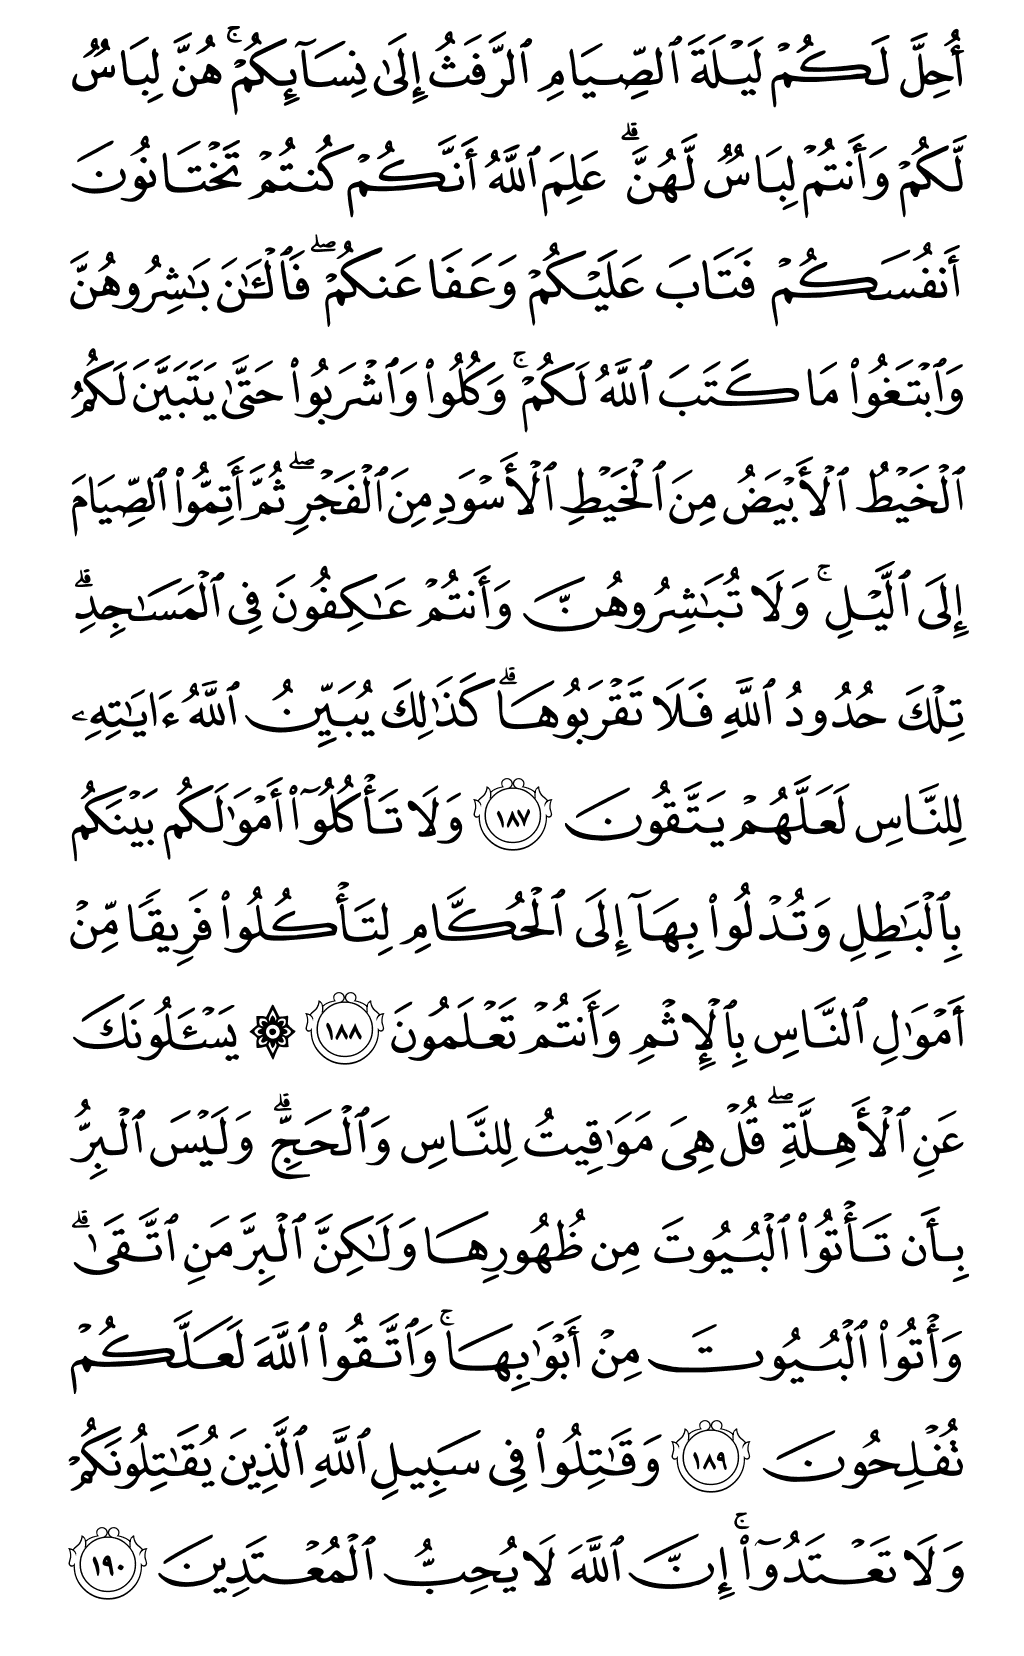 أُحِلَّ لَكُمۡ لَيۡلَةَ ٱلصِّيَامِ ٱلرَّفَثُ إِلَىٰ نِسَآئِكُمۡۚ هُنَّ لِبَاسٞ
لَّكُمۡ وَأَنتُمۡ لِبَاسٞ لَّهُنَّۗ عَلِمَ ٱللَّهُ أَنَّكُمۡ كُنتُمۡ تَخۡتَانُونَ
أَنفُسَكُمۡ فَتَابَ عَلَيۡكُمۡ وَعَفَا عَنكُمۡۖ فَٱلۡـَٰٔنَ بَٰشِرُوهُنَّ
وَٱبۡتَغُواْ مَا كَتَبَ ٱللَّهُ لَكُمۡۚ وَكُلُواْ وَٱشۡرَبُواْ حَتَّىٰ يَتَبَيَّنَ لَكُمُ
ٱلۡخَيۡطُ ٱلۡأَبۡيَضُ مِنَ ٱلۡخَيۡطِ ٱلۡأَسۡوَدِ مِنَ ٱلۡفَجۡرِۖ ثُمَّ أَتِمُّواْ ٱلصِّيَامَ
إِلَى ٱلَّيۡلِۚ وَلَا تُبَٰشِرُوهُنَّ وَأَنتُمۡ عَٰكِفُونَ فِي ٱلۡمَسَٰجِدِۗ
تِلۡكَ حُدُودُ ٱللَّهِ فَلَا تَقۡرَبُوهَاۗ كَذَٰلِكَ يُبَيِّنُ ٱللَّهُ ءَايَٰتِهِۦ
لِلنَّاسِ لَعَلَّهُمۡ يَتَّقُونَ ١٨٧ وَلَا تَأۡكُلُوٓاْ أَمۡوَٰلَكُم بَيۡنَكُم
بِٱلۡبَٰطِلِ وَتُدۡلُواْ بِهَآ إِلَى ٱلۡحُكَّامِ لِتَأۡكُلُواْ فَرِيقٗا مِّنۡ
أَمۡوَٰلِ ٱلنَّاسِ بِٱلۡإِثۡمِ وَأَنتُمۡ تَعۡلَمُونَ ١٨٨ ۞ يَسۡـَٔلُونَكَ
عَنِ ٱلۡأَهِلَّةِۖ قُلۡ هِيَ مَوَٰقِيتُ لِلنَّاسِ وَٱلۡحَجِّۗ وَلَيۡسَ ٱلۡبِرُّ
بِأَن تَأۡتُواْ ٱلۡبُيُوتَ مِن ظُهُورِهَا وَلَٰكِنَّ ٱلۡبِرَّ مَنِ ٱتَّقَىٰۗ
وَأۡتُواْ ٱلۡبُيُوتَ مِنۡ أَبۡوَٰبِهَاۚ وَٱتَّقُواْ ٱللَّهَ لَعَلَّكُمۡ
تُفۡلِحُونَ ١٨٩ وَقَٰتِلُواْ فِي سَبِيلِ ٱللَّهِ ٱلَّذِينَ يُقَٰتِلُونَكُمۡ
وَلَا تَعۡتَدُوٓاْۚ إِنَّ ٱللَّهَ لَا يُحِبُّ ٱلۡمُعۡتَدِينَ ١٩٠